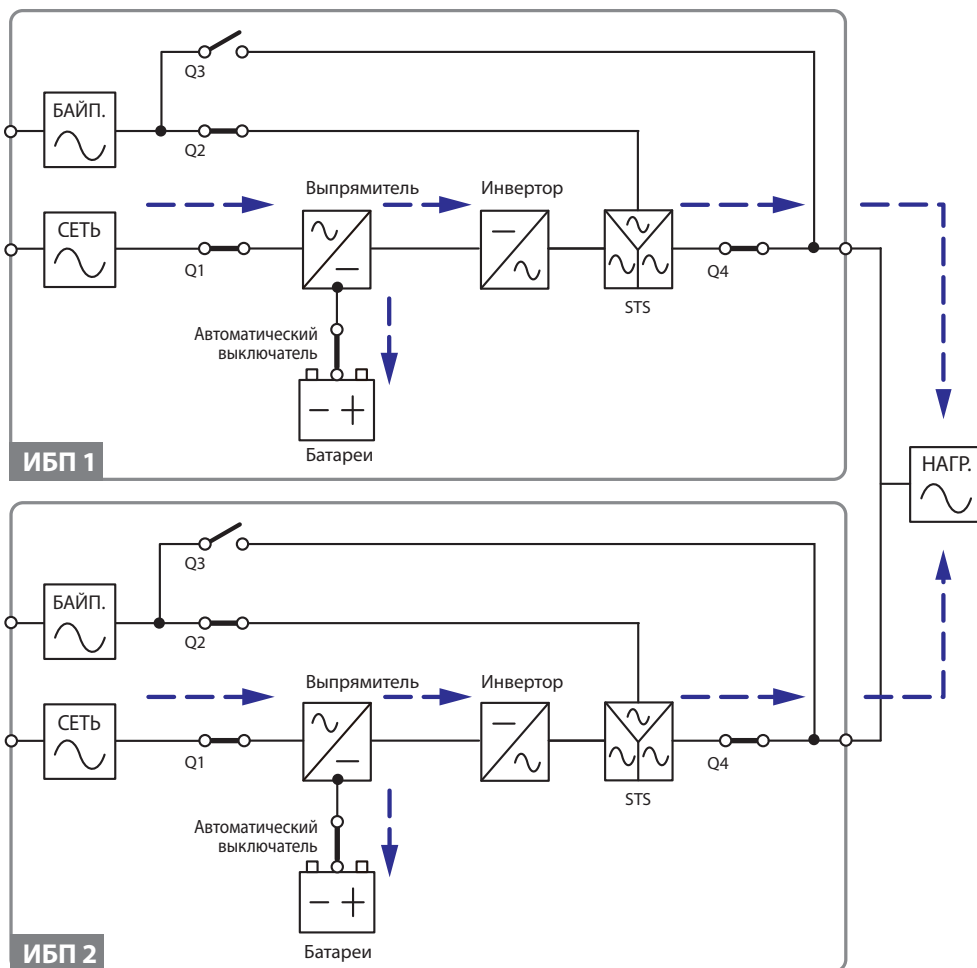 Q3
БАЙП.
Q2
Выпрямитель
Инвертор
СЕТЬ
Q1
Q4
STS
Автоматический
выключатель
Батареи
ИБП 1
НАГР.
Q3
БАЙП.
Q2
Выпрямитель
Инвертор
СЕТЬ
Q1
Q4
STS
Автоматический
выключатель
Батареи
ИБП 2